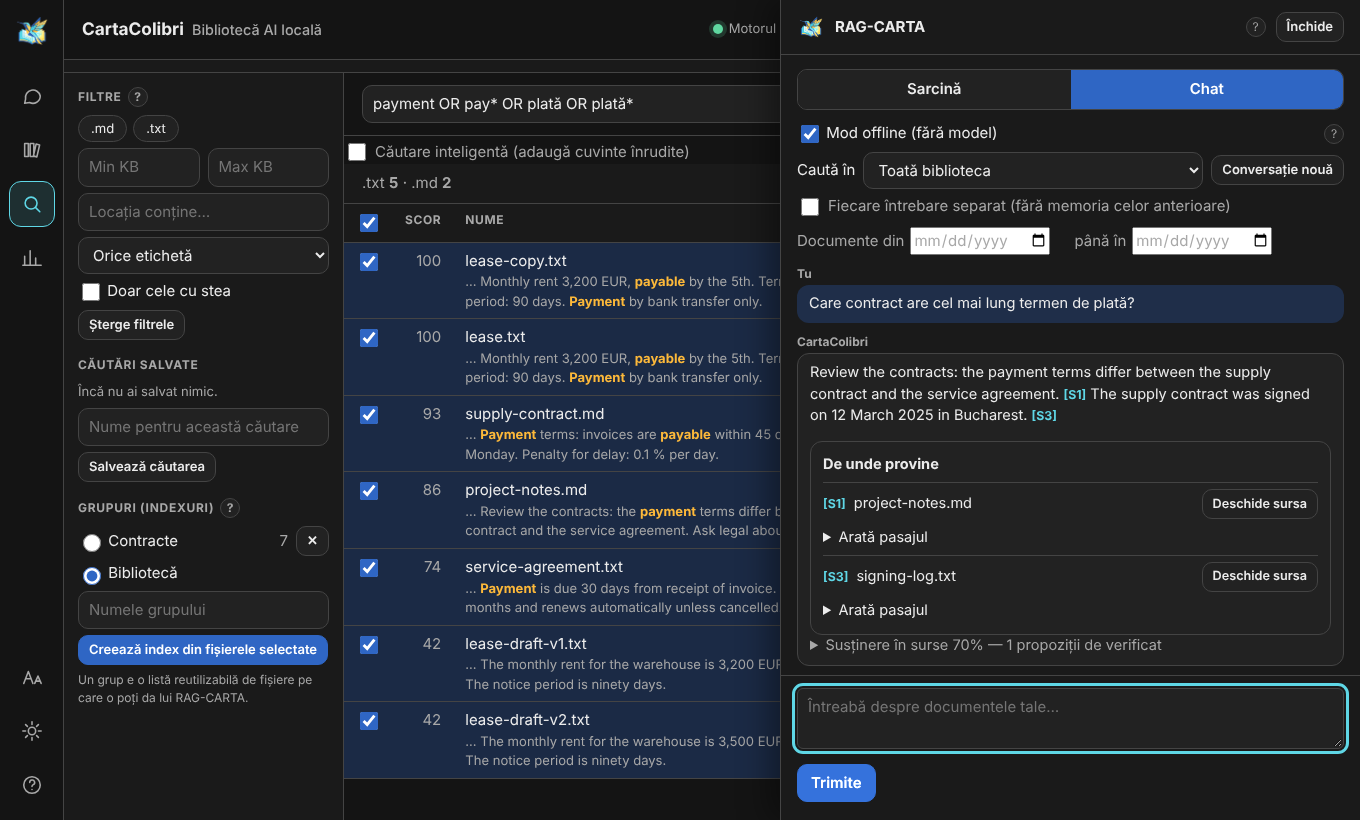 CartaColibri Bibliotecă AI locală
Motorul
FILTRE ?
.md .txt
Min KB Max KB
Locația conține...
Orice etichetă
Doar cele cu stea
Șterge filtrele
CĂUTĂRI SALVATE
Încă nu ai salvat nimic.
Nume pentru această căutare
Salvează căutarea
GRUPURI (INDEXURI) ?
Contracte 7 ✕
Bibliotecă
Numele grupului
Creează index din fișierele selectate
Un grup e o listă reutilizabilă de fișiere pe
care o poți da lui RAG-CARTA.
payment OR pay* OR plată OR plată*
Căutare inteligentă (adaugă cuvinte înrudite)
.txt 5 · .md 2
SCOR NUME
100 lease-copy.txt
... Monthly rent 3,200 EUR, payable by the 5th.
period: 90 days. Payment by bank transfer only.
100 lease.txt
... Monthly rent 3,200 EUR, payable by the 5th.
period: 90 days. Payment by bank transfer only.
93 supply-contract.md
... Payment terms: invoices are payable within 45
Monday. Penalty for delay: 0.1 % per day.
86 project-notes.md
... Review the contracts: the payment terms differ
contract and the service agreement. Ask legal
74 service-agreement.txt
... Payment is due 30 days from receipt of invoice.
months and renews automatically unless cancelled
42 lease-draft-v1.txt
... The monthly rent for the warehouse is 3,200
The notice period is ninety days.
42 lease-draft-v2.txt
... The monthly rent for the warehouse is 3,500
The notice period is ninety days.
RAG-CARTA ? Închide
Sarcină Chat
Mod offline (fără model) ?
Caută în Toată biblioteca Conversație nouă
Fiecare întrebare separat (fără memoria celor anterioare)
Documente din mm/dd/yyyy până în mm/dd/yyyy
Tu
Care contract are cel mai lung termen de plată?
CartaColibri
Review the contracts: the payment terms differ between the supply
contract and the service agreement. [S1] The supply contract was signed
on 12 March 2025 in Bucharest. [S3]
De unde provine
[S1] project-notes.md Deschide sursa
Arată pasajul
[S3] signing-log.txt Deschide sursa
Arată pasajul
Susținere în surse 70% — 1 propoziții de verificat
Întreabă despre documentele tale...
Trimite